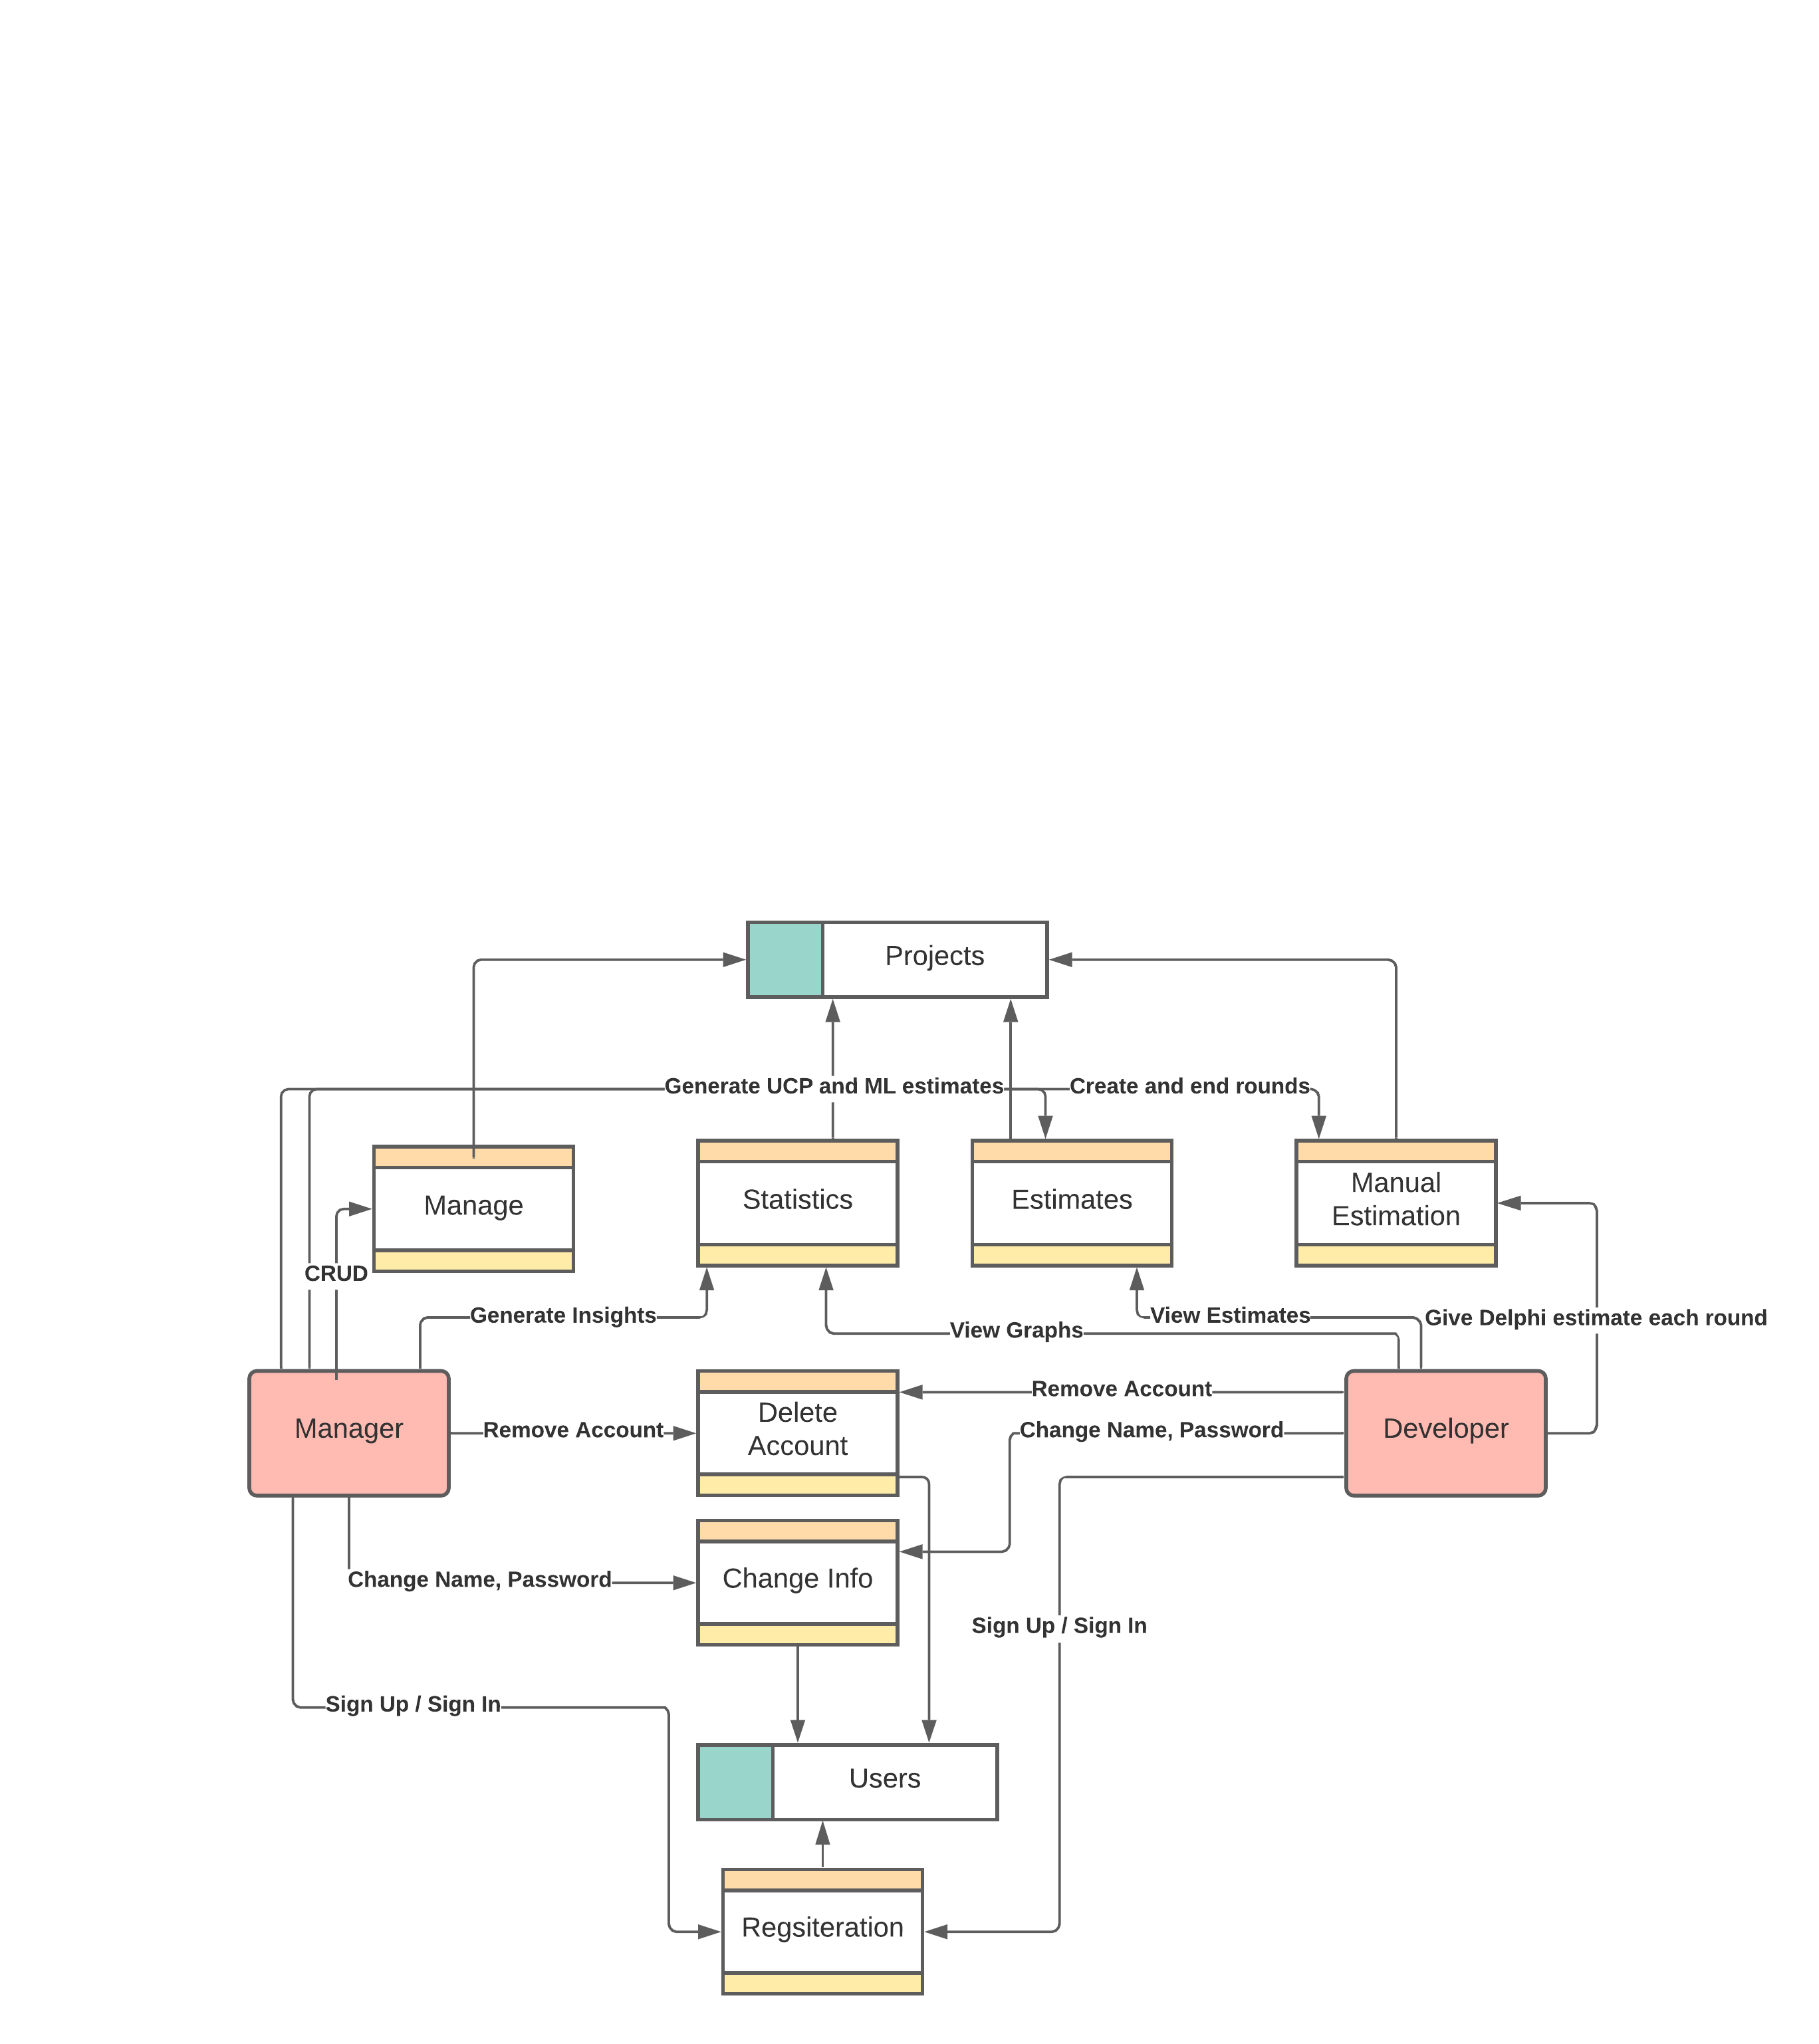 Projects
Generate UCP and ML estimates
Create and end rounds
Manage
Statistics
Estimates
Manual
Estimation
CRUD
Generate Insights
View Graphs
View Estimates
Give Delphi estimate each round
Manager
Remove Account
Delete
Account
Remove Account
Change Name, Password
Developer
Change Name, Password
Change Info
Sign Up / Sign In
Sign Up / Sign In
Users
Regsiteration